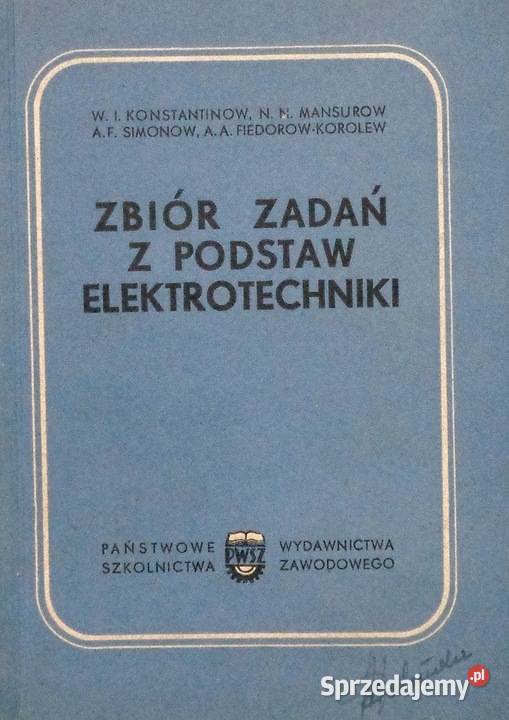 W. I. KONSTANTINOW, N. N. MANSUROW
A. F. SIMONOW, A. A. FIEDOROW-KOROLEW
ZBIÓR ZADAŃ
Z PODSTAW
ELEKTROTECHNIKI
PAŃSTWOWE WYDAWNICTWA
PWSZ
SZKOLNICTWA ZAWODOWEGO
Sprzedajemy.pl